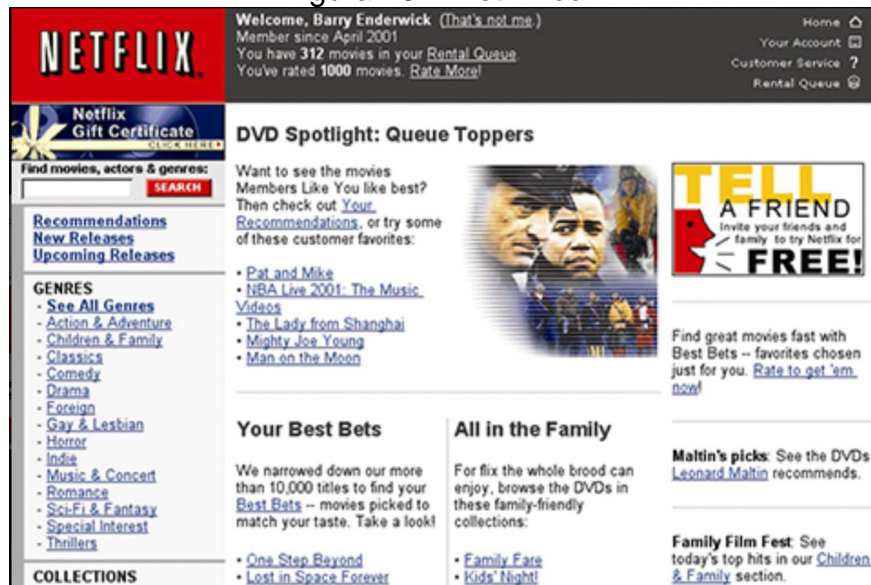 NETFLIX
Welcome, Barry Enderwick (That's not me.)
Member since April 2001
You have 312 movies in your Rental Queue.
You've rated 1000 movies. Rate More!
Home
Your Account
Customer Service ?
Rental Queue
Netflix
Gift Certificate
CLICK HERE
Find movies, actors & genres:
SEARCH
Recommendations
New Releases
Upcoming Releases
GENRES
- See All Genres
- Action & Adventure
- Children & Family
- Classics
- Comedy
- Drama
- Foreign
- Gay & Lesbian
- Horror
- Indie
- Music & Concert
- Romance
- Sci-Fi & Fantasy
- Special Interest
- Thrillers
COLLECTIONS
DVD Spotlight: Queue Toppers
Want to see the movies
Members Like You like best?
Then check out Your
Recommendations, or try some
of these customer favorites:
• Pat and Mike
• NBA Live 2001: The Music
Videos
• The Lady from Shanghai
• Mighty Joe Young
• Man on the Moon
Your Best Bets
We narrowed down our more
than 10,000 titles to find your
Best Bets -- movies picked to
match your taste. Take a look!
• One Step Beyond
• Lost in Space Forever
All in the Family
For flix the whole brood can
enjoy, browse the DVDs in
these family-friendly
collections:
• Family Fare
• Kids' Night!
TELL
A FRIEND
Invite your friends and
family to try Netflix for
FREE!
Find great movies fast with
Best Bets -- favorites chosen
just for you. Rate to get 'em
now!
Maltin's picks: See the DVDs
Leonard Maltin recommends.
Family Film Fest: See
today's top hits in our Children
& Family section.